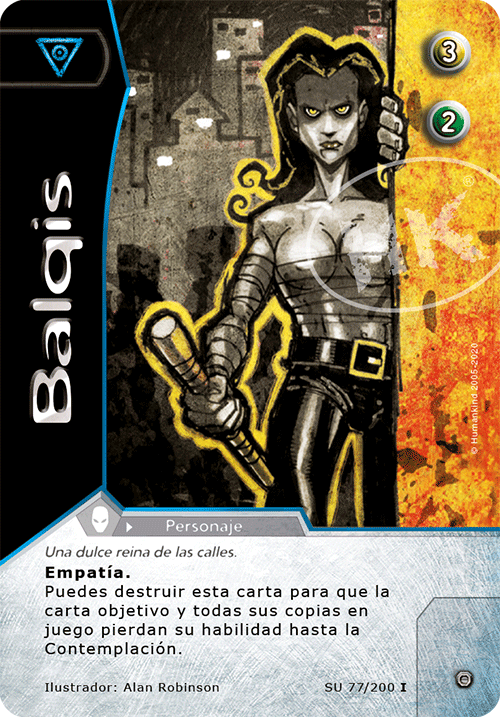 3
2
Balqis
HK
®
© Humankind 2005-2020
Personaje
Una dulce reina de las calles.
Empatía.
Puedes destruir esta carta para que la
carta objetivo y todas sus copias en
juego pierdan su habilidad hasta la
Contemplación.
Ilustrador: Alan Robinson
SU 77/200 I